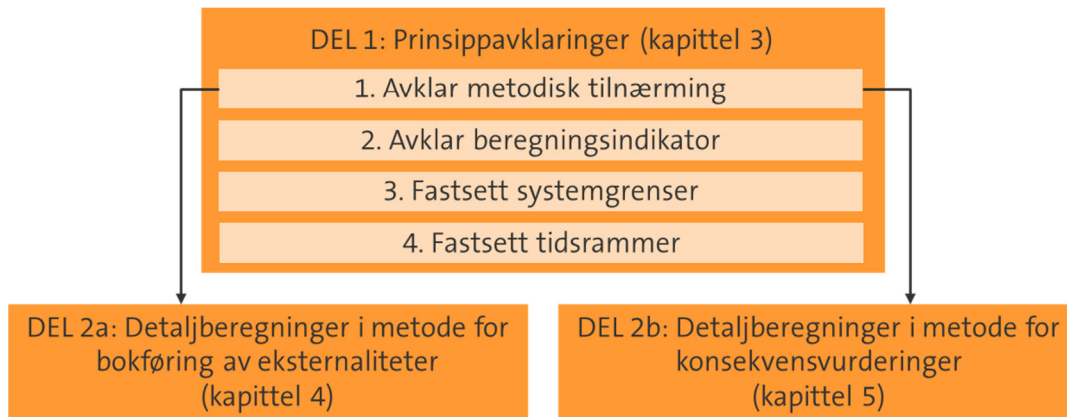 DEL 1: Prinsippavklaringer (kapittel 3)
1. Avklar metodisk tilnærming
2. Avklar beregningsindikator
3. Fastsett systemgrenser
4. Fastsett tidsrammer
DEL 2a: Detaljberegninger i metode for
bokføring av eksternaliteter
(kapittel 4)
DEL 2b: Detaljberegninger i metode for
konsekvensvurderinger
(kapittel 5)